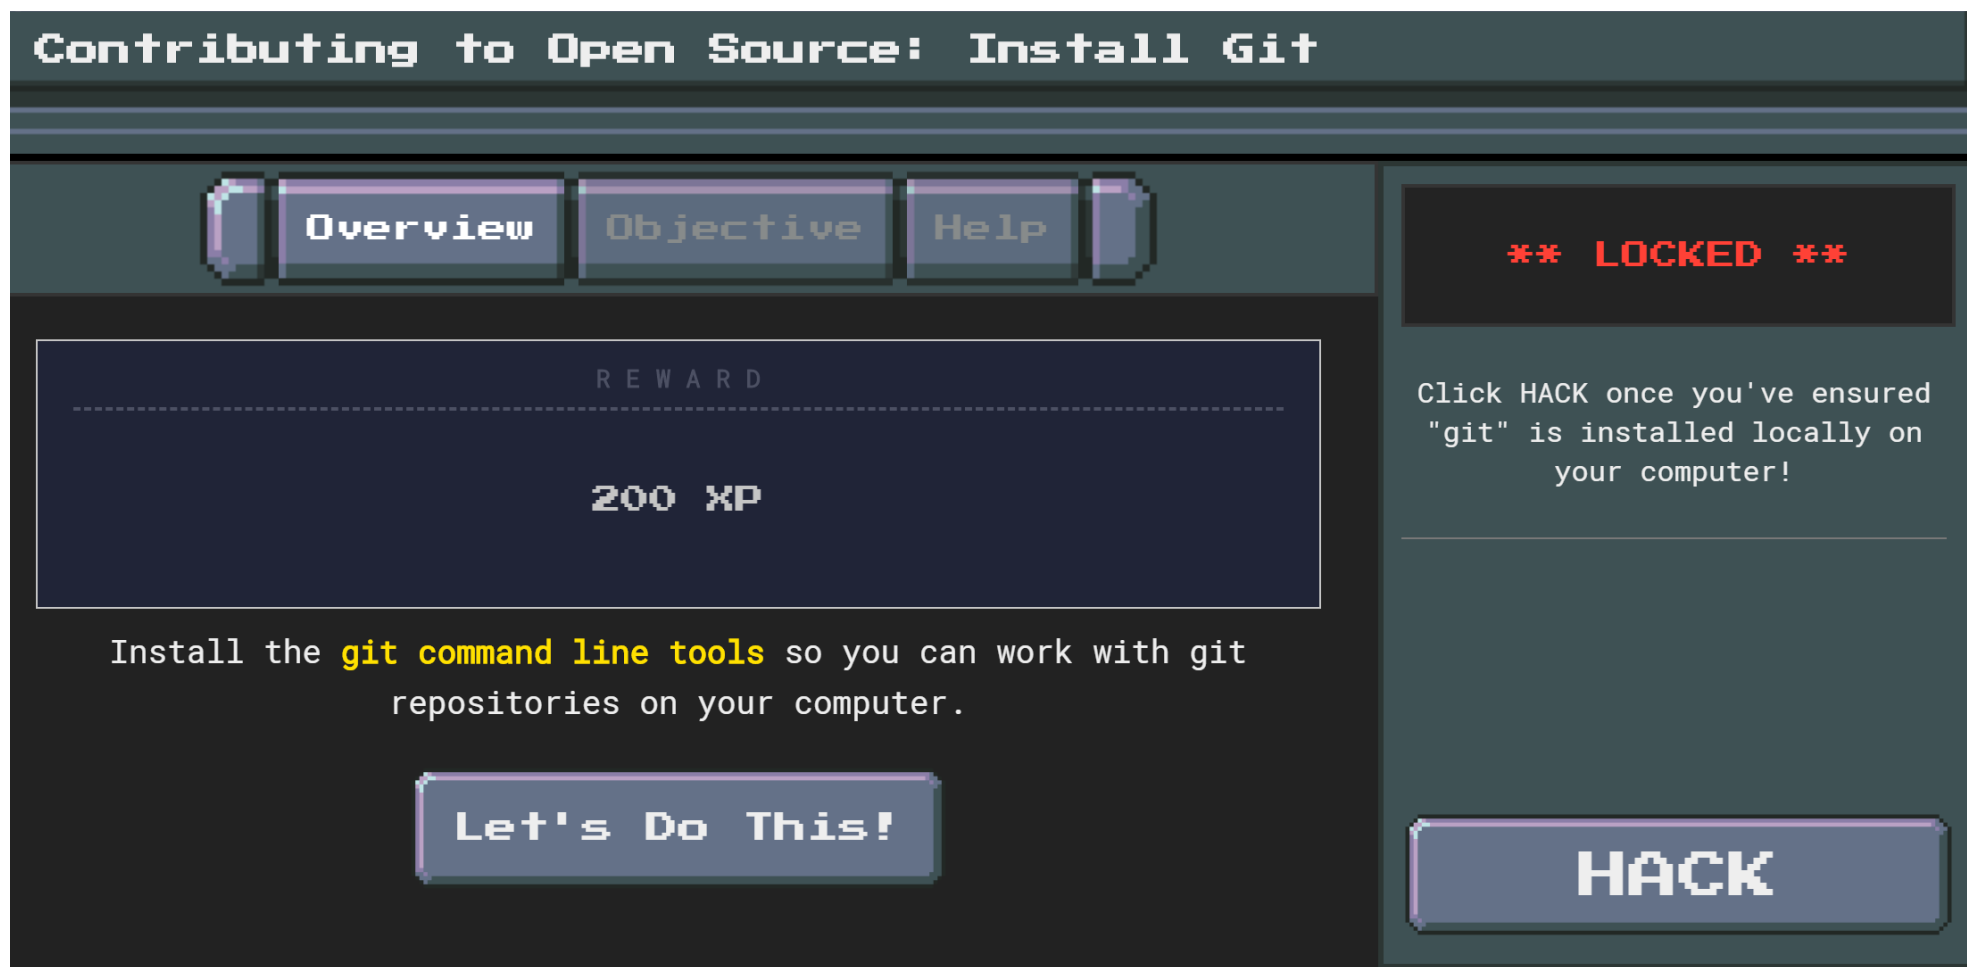 Contributing to Open Source: Install Git
Overview
Objective
Help
REWARD
200 XP
Install the git command line tools so you can work with git
repositories on your computer.
Let's Do This!
** LOCKED **
Click HACK once you've ensured
"git" is installed locally on
your computer!
HACK